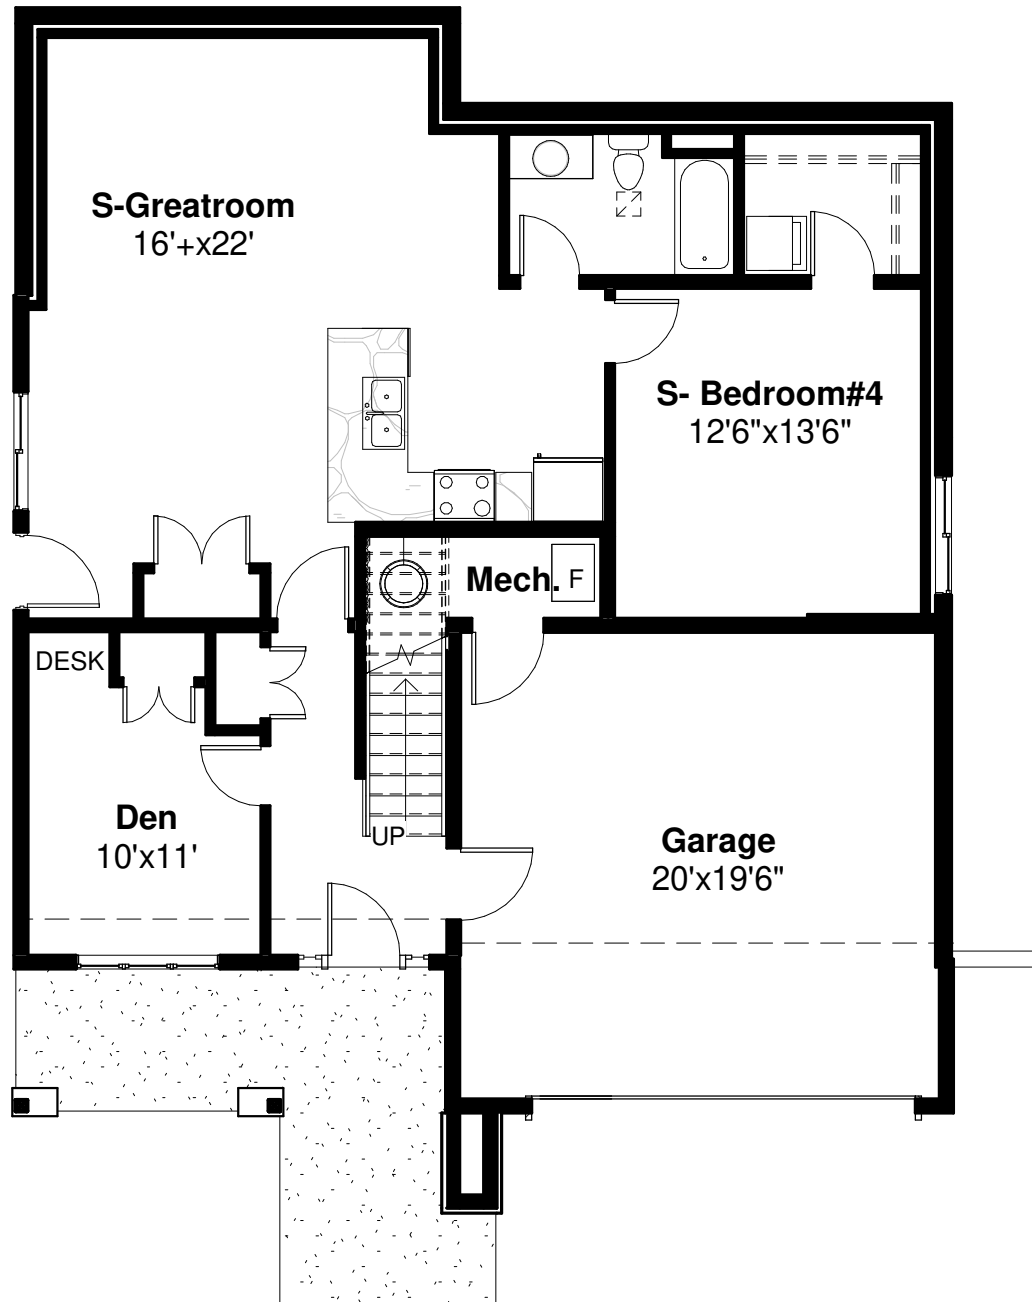 S-Greatroom
16'+x22'
S- Bedroom#4
12'6"x13'6"
Mech. F
DESK
Den
10'x11'
UP
Garage
20'x19'6"